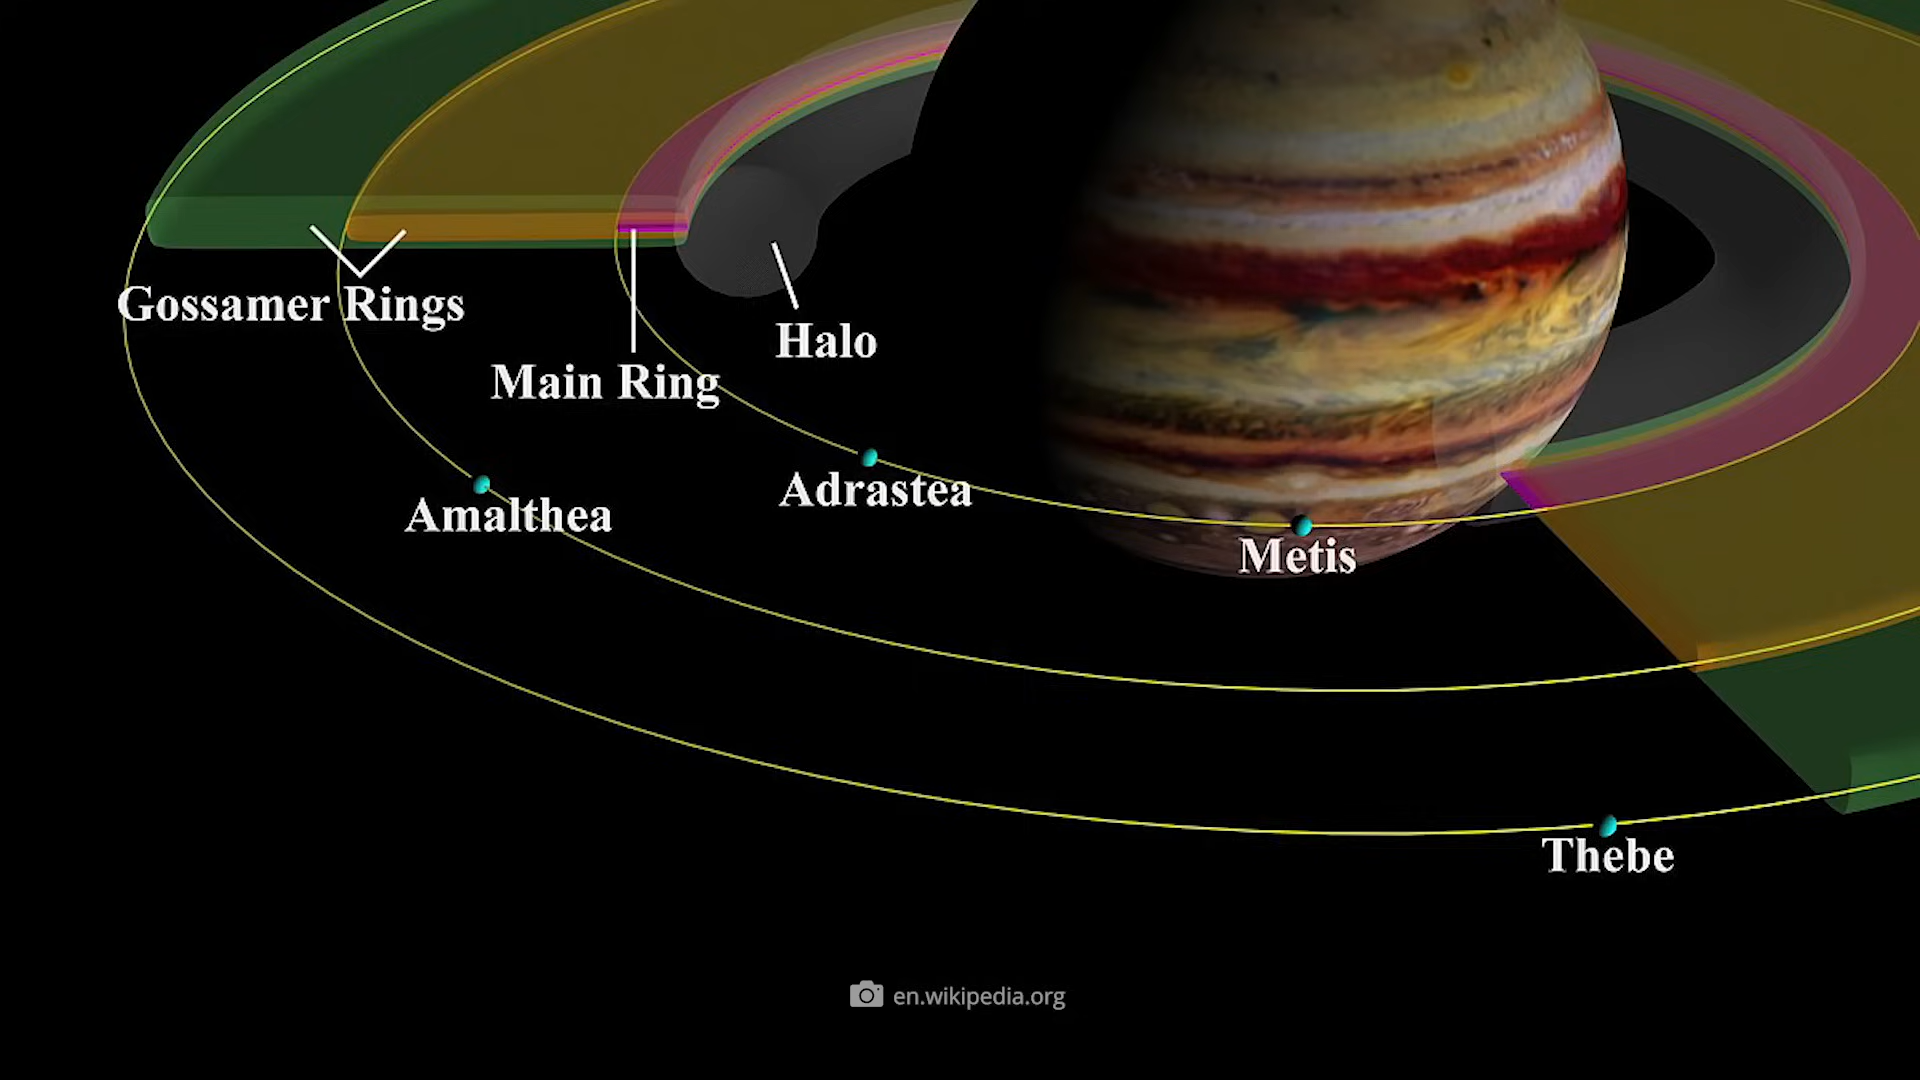 Gossamer Rings
Halo
Main Ring
Adrastea
Amalthea
Metis
Thebe
en.wikipedia.org